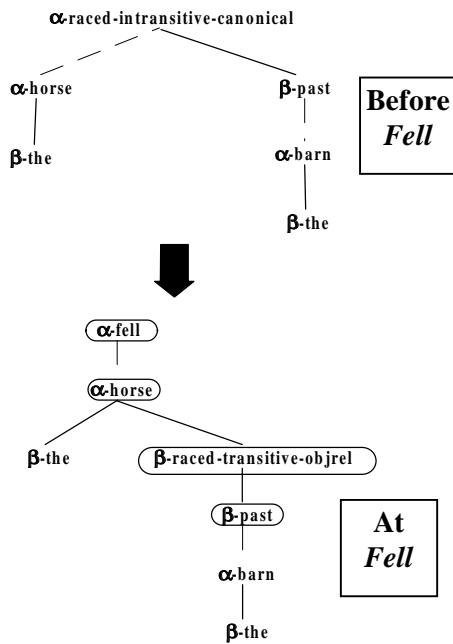 α-raced-intransitive-canonical
α-horse
β-past
Before
Fell
β-the
α-barn
β-the
α-fell
α-horse
β-the
β-raced-transitive-objrel
β-past
At
Fell
α-barn
β-the